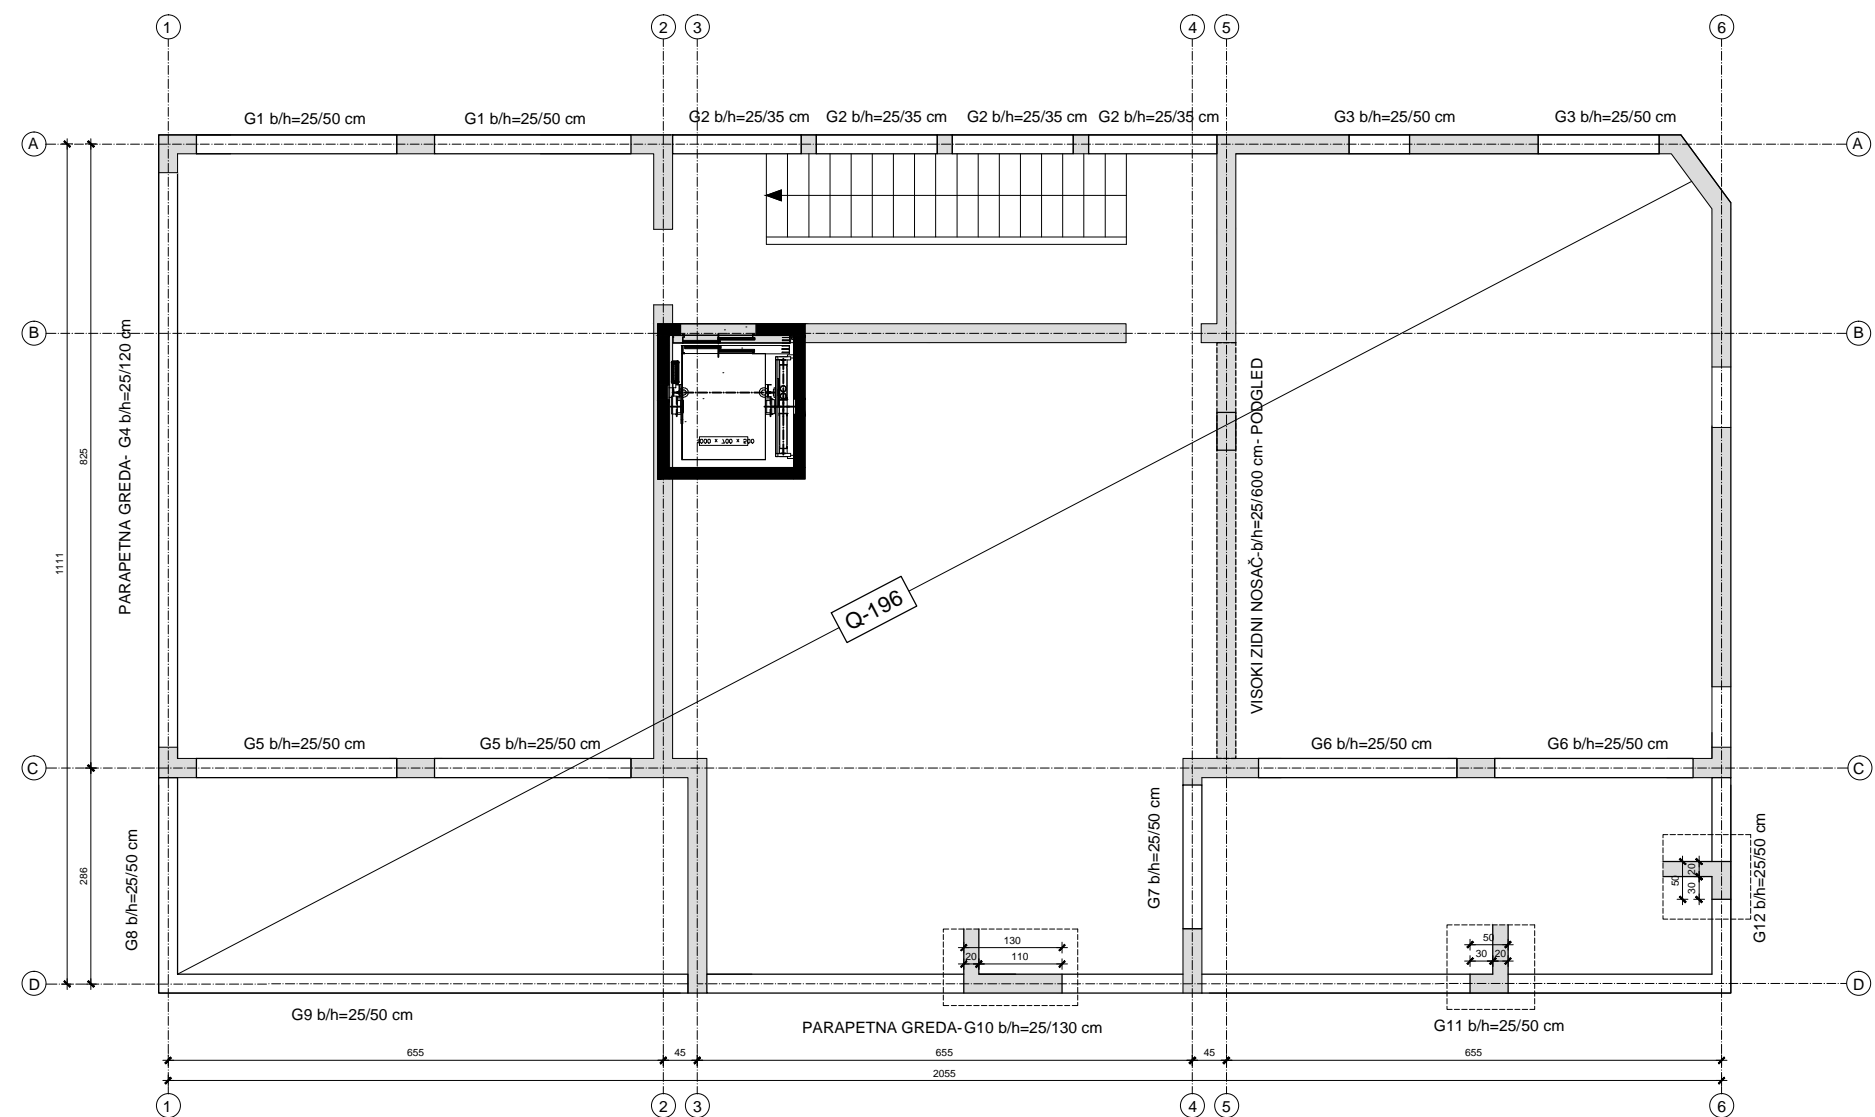 1 2 3 4 5 6
G1 b/h=25/50 cm
G1 b/h=25/50 cm
G2 b/h=25/35 cm
G2 b/h=25/35 cm
G2 b/h=25/35 cm
G2 b/h=25/35 cm
G3 b/h=25/50 cm
G3 b/h=25/50 cm
A
A
B
B
PARAPETNA GREDA- G4 b/h=25/120 cm
VISOKI ZIDNI NOSAČ-b/h=25/600 cm- PODGLED
825
1111
Q-196
G5 b/h=25/50 cm
G5 b/h=25/50 cm
G6 b/h=25/50 cm
G6 b/h=25/50 cm
C
C
286
G8 b/h=25/50 cm
G7 b/h=25/50 cm
G12 b/h=25/50 cm
50
20
30
130
20
110
50
30
20
D
D
G9 b/h=25/50 cm
PARAPETNA GREDA-G10 b/h=25/130 cm
G11 b/h=25/50 cm
655 45 655 45 655
2055
1 2 3 4 5 6